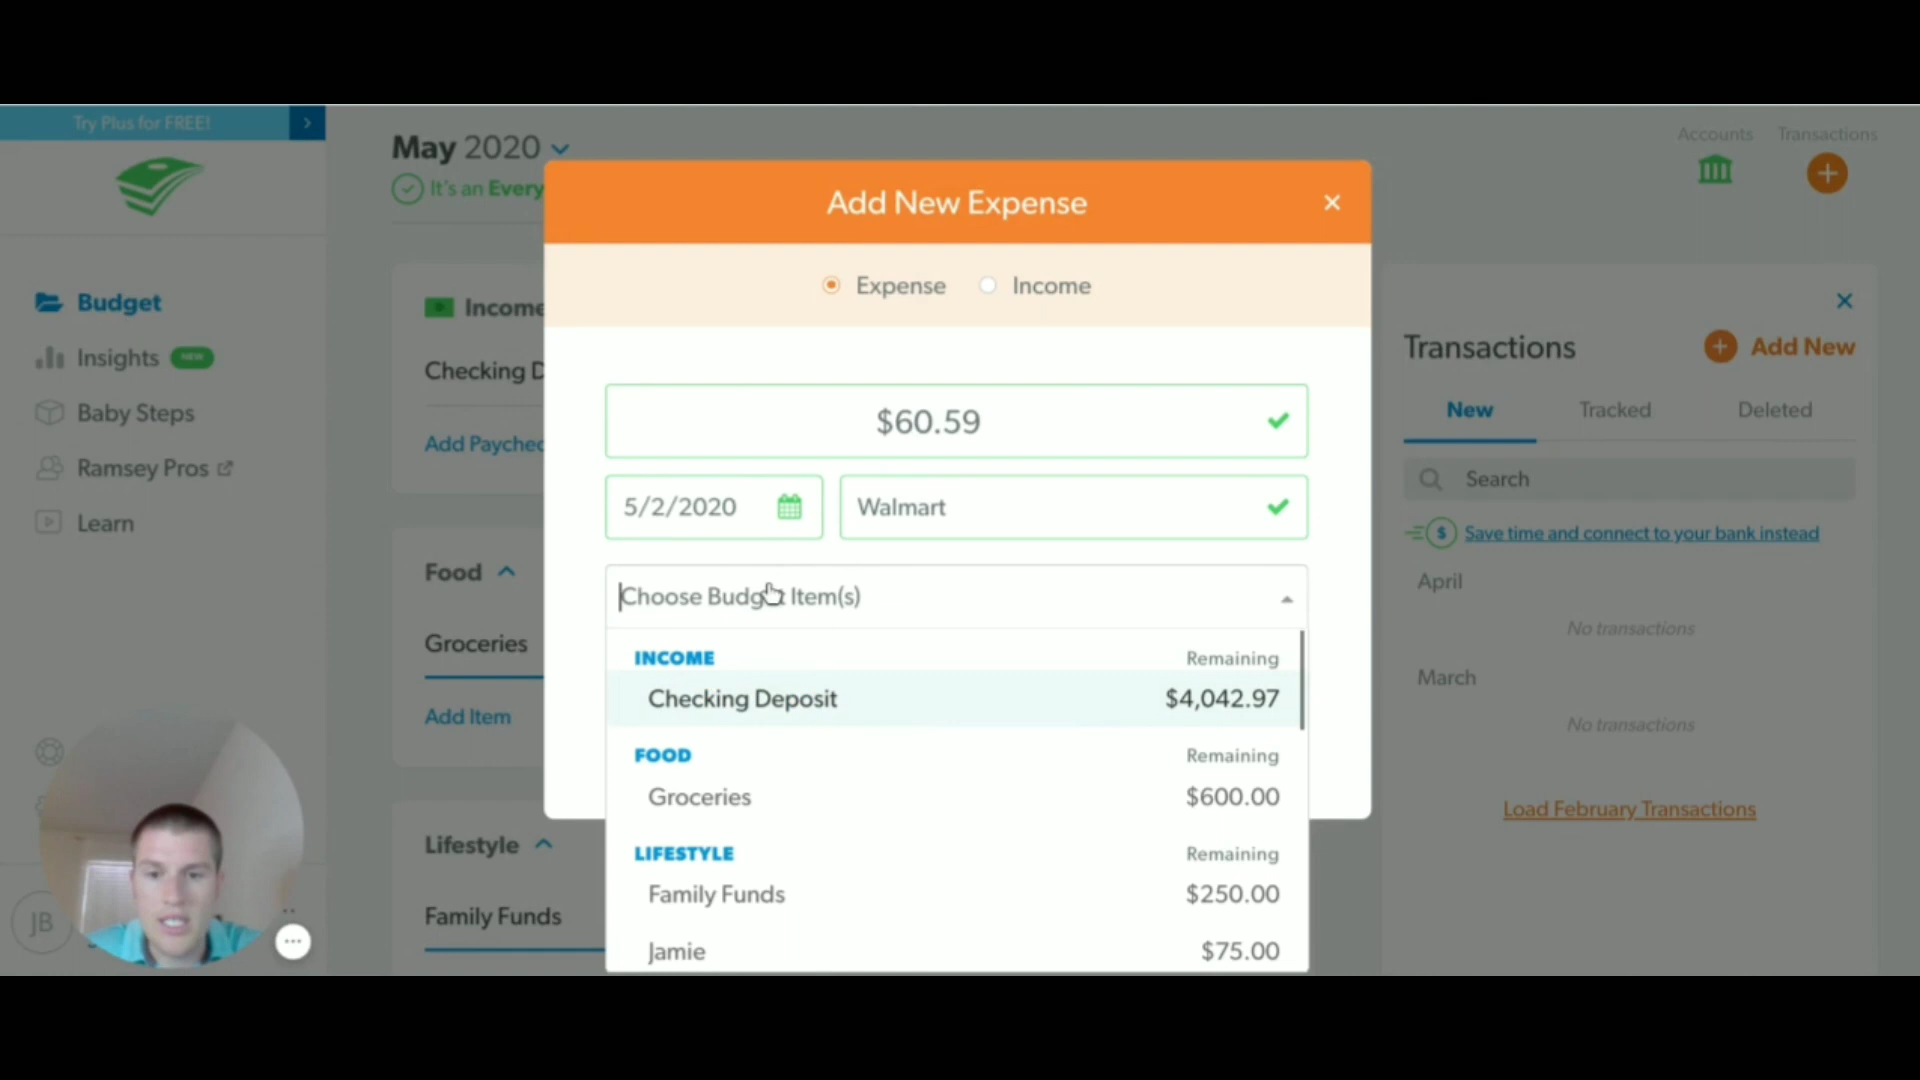 Try Plus for FREE!
Budget
Insights NEW
Baby Steps
Ramsey Pros
Learn
JB
May 2020
It's an Every
Income
Checking D
Add Paychec
Food
Groceries
Add Item
Lifestyle
Family Funds
Add New Expense
Expense Income
$60.59
5/2/2020 Walmart
Choose Budget Item(s)
INCOME Remaining
Checking Deposit $4,042.97
FOOD Remaining
Groceries $600.00
LIFESTYLE Remaining
Family Funds $250.00
Jamie $75.00
Accounts Transactions
Transactions Add New
New Tracked Deleted
Search
Save time and connect to your bank instead
April
No transactions
March
No transactions
Load February Transactions